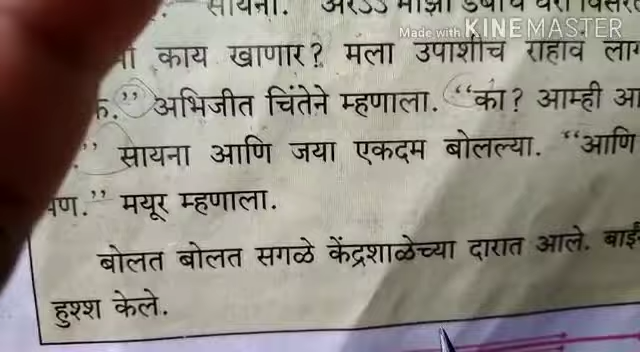 सायना.
Made with KINEMASTER
काय खाणार? मला उपाशीच राहावं
अभिजीत चिंतेने म्हणाला. “का? आम्ही
सायना आणि जया एकदम बोलल्या. “आणि
मयूर म्हणाला.
बोलत बोलत सगळे केंद्रशाळेच्या दारात आले.
हुश्श केले.